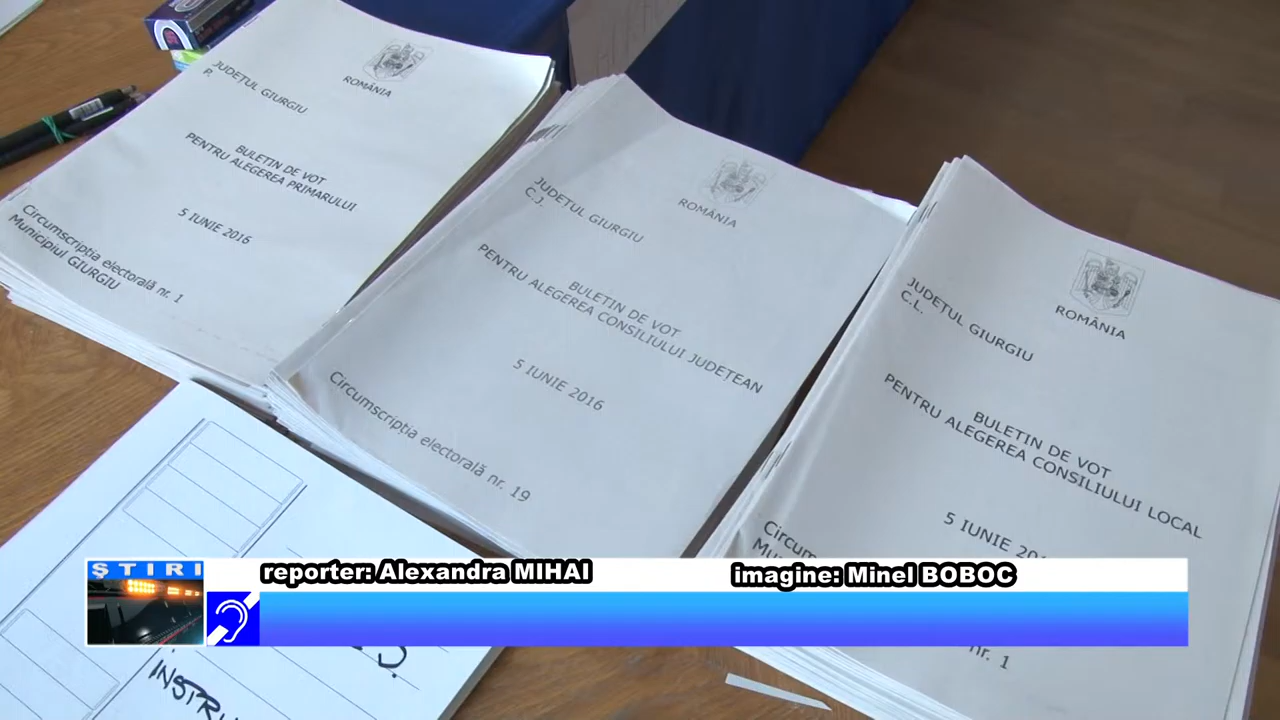 JUDEȚUL GIURGIU
P.
ROMÂNIA
BULETIN DE VOT
PENTRU ALEGEREA PRIMARULUI
5 IUNIE 2016
Circumscripția electorală nr. 1
Municipiul GIURGIU
JUDEȚUL GIURGIU
C.J.
ROMÂNIA
BULETIN DE VOT
PENTRU ALEGEREA CONSILIULUI JUDEȚEAN
5 IUNIE 2016
Circumscripția electorală nr. 19
JUDEȚUL GIURGIU
C.L.
ROMÂNIA
BULETIN DE VOT
PENTRU ALEGEREA CONSILIULUI LOCAL
5 IUNIE
nr. 1
ȘTIRI
reporter: Alexandra MIHAI
imagine: Minel BOBOC